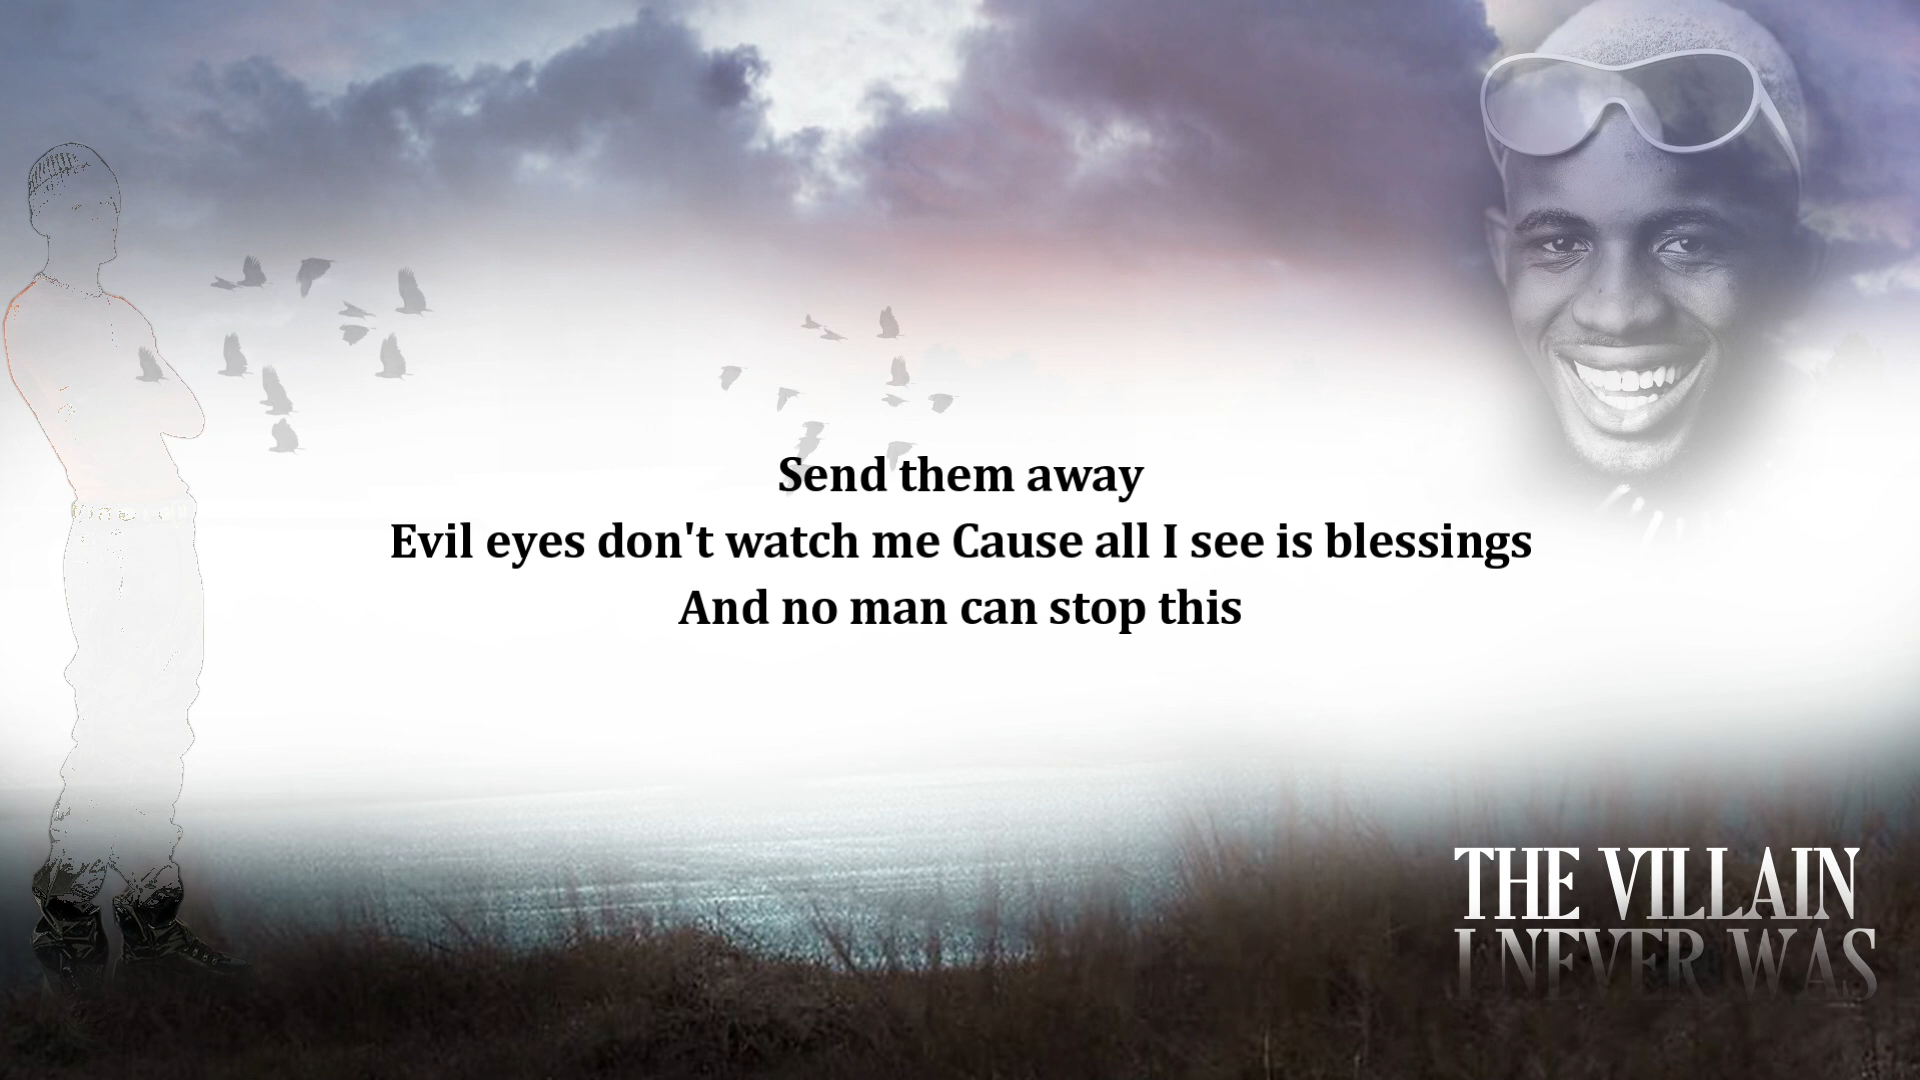 Send them away
Evil eyes don't watch me Cause all I see is blessings
And no man can stop this
THE VILLAIN
I NEVER WAS